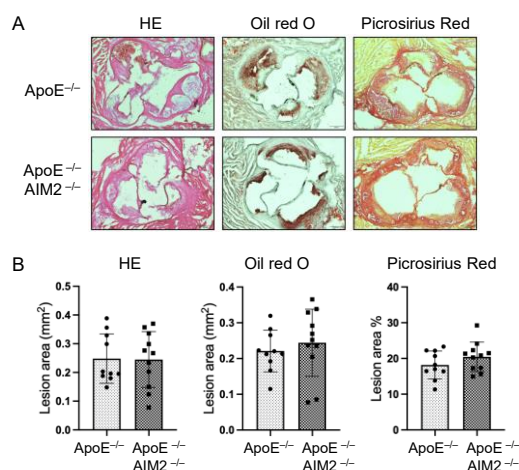 A
HE
Oil red O
Picrosirius Red
ApoE⁻/⁻
ApoE ⁻/⁻
AIM2 ⁻/⁻
B
HE
Oil red O
Picrosirius Red
Lesion area (mm²)
0.5
0.4
0.3
0.2
0.1
0.0
ApoE⁻/⁻
ApoE ⁻/⁻
AIM2 ⁻/⁻
Lesion area (mm²)
0.4
0.3
0.2
0.1
0.0
ApoE⁻/⁻
ApoE ⁻/⁻
AIM2 ⁻/⁻
Lesion area %
40
30
20
10
0
ApoE⁻/⁻
ApoE ⁻/⁻
AIM2 ⁻/⁻